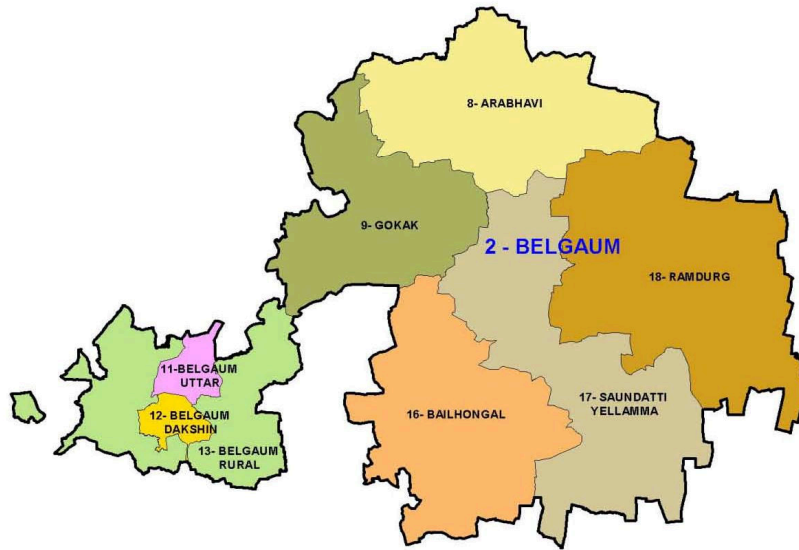 8- ARABHAVI
9- GOKAK
2 - BELGAUM
18- RAMDURG
11-BELGAUM
UTTAR
12- BELGAUM
DAKSHIN
13- BELGAUM
RURAL
16- BAILHONGAL
17- SAUNDATTI
YELLAMMA